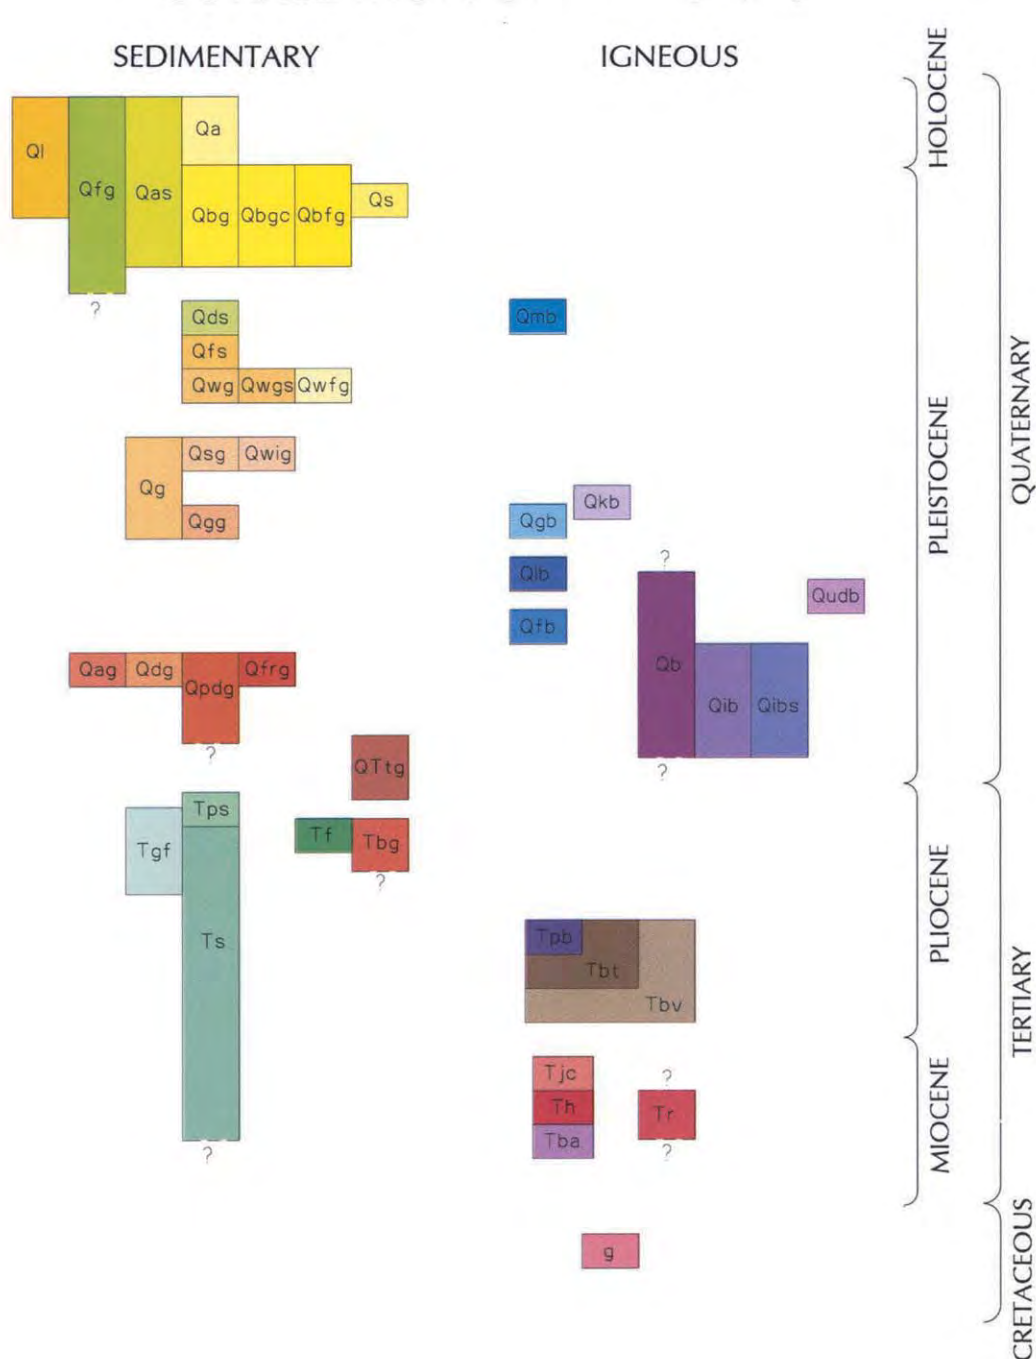 SEDIMENTARY
IGNEOUS
HOLOCENE
Ql
Qfg
Qas
Qa
Qbg
Qbgc
Qbfg
Qs
?
Qds
Qfs
Qwg
Qwgs
Qwfg
Qmb
PLEISTOCENE
QUATERNARY
Qg
Qsg
Qwig
Qgg
Qkb
Qgb
Qlb
Qfb
?
Qb
Qudb
Qib
Qibs
?
Qag
Qdg
Qpdg
Qfrg
?
QTtg
Tps
Tgf
Ts
?
Tf
Tbg
?
PLIOCENE
TERTIARY
Tpb
Tbt
Tbv
MIOCENE
Tjc
Th
Tba
?
Tr
?
g
CRETACEOUS